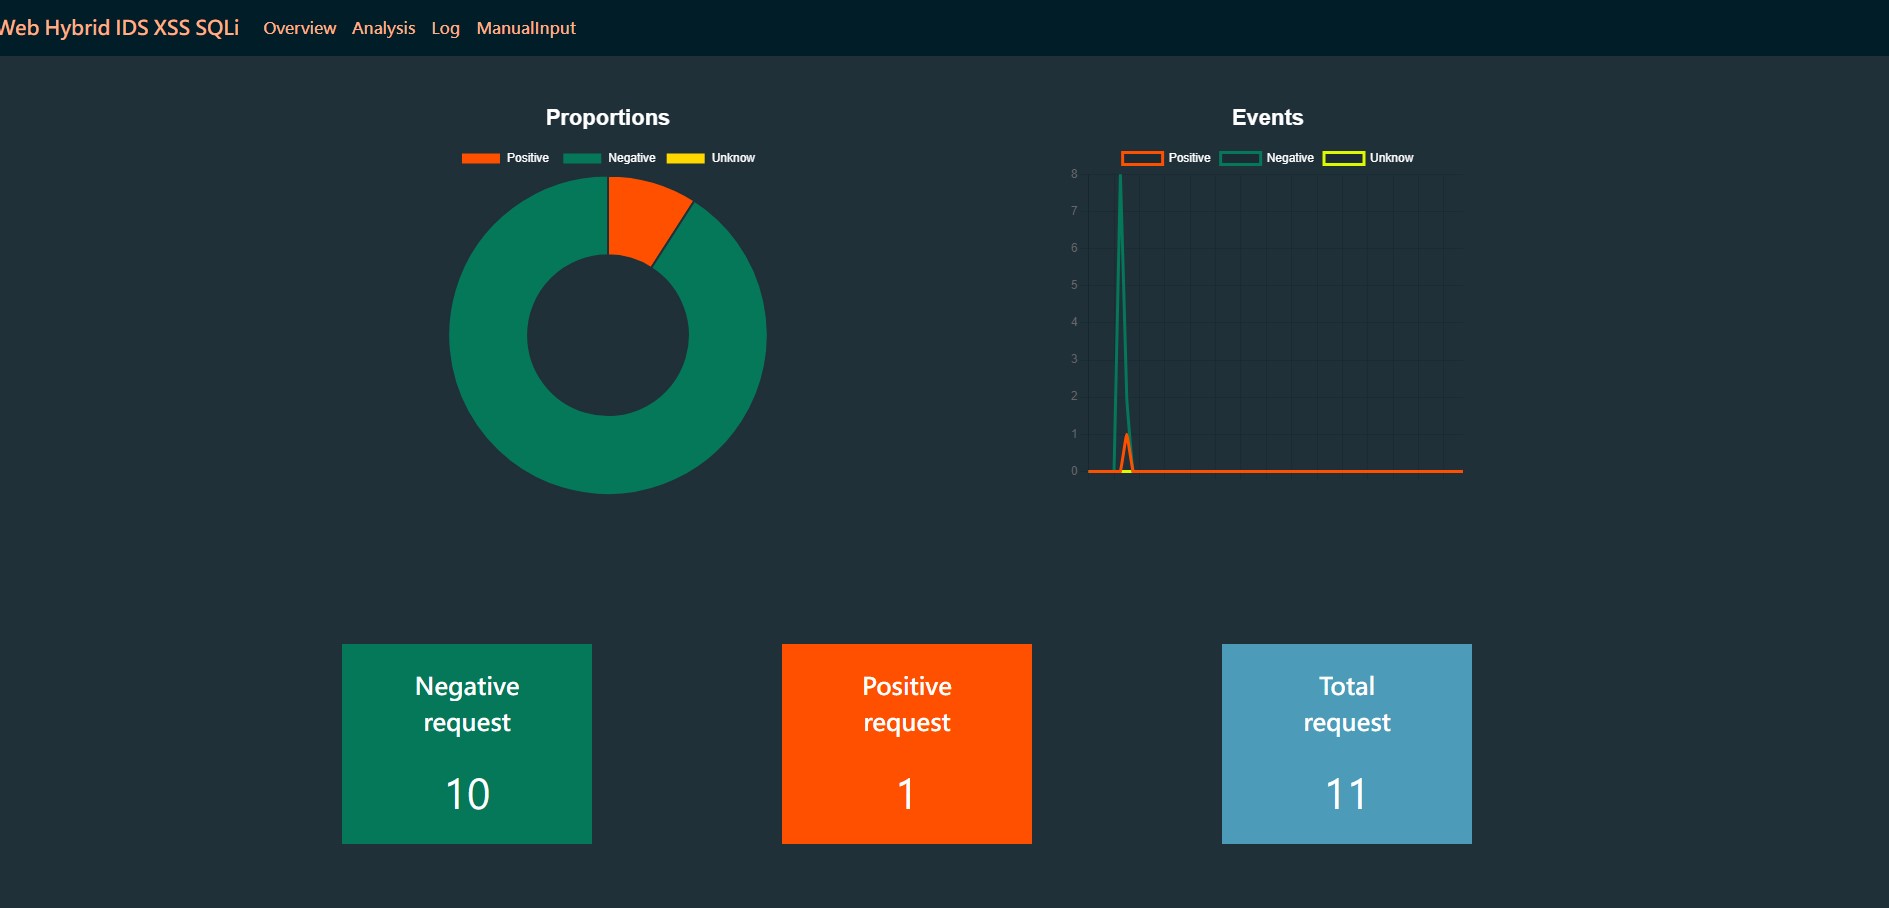 Web Hybrid IDS XSS SQLi Overview Analysis Log ManualInput
Proportions
Positive Negative Unknow
Events
Positive Negative Unknow
8
7
6
5
4
3
2
1
0
Negative
request
10
Positive
request
1
Total
request
11